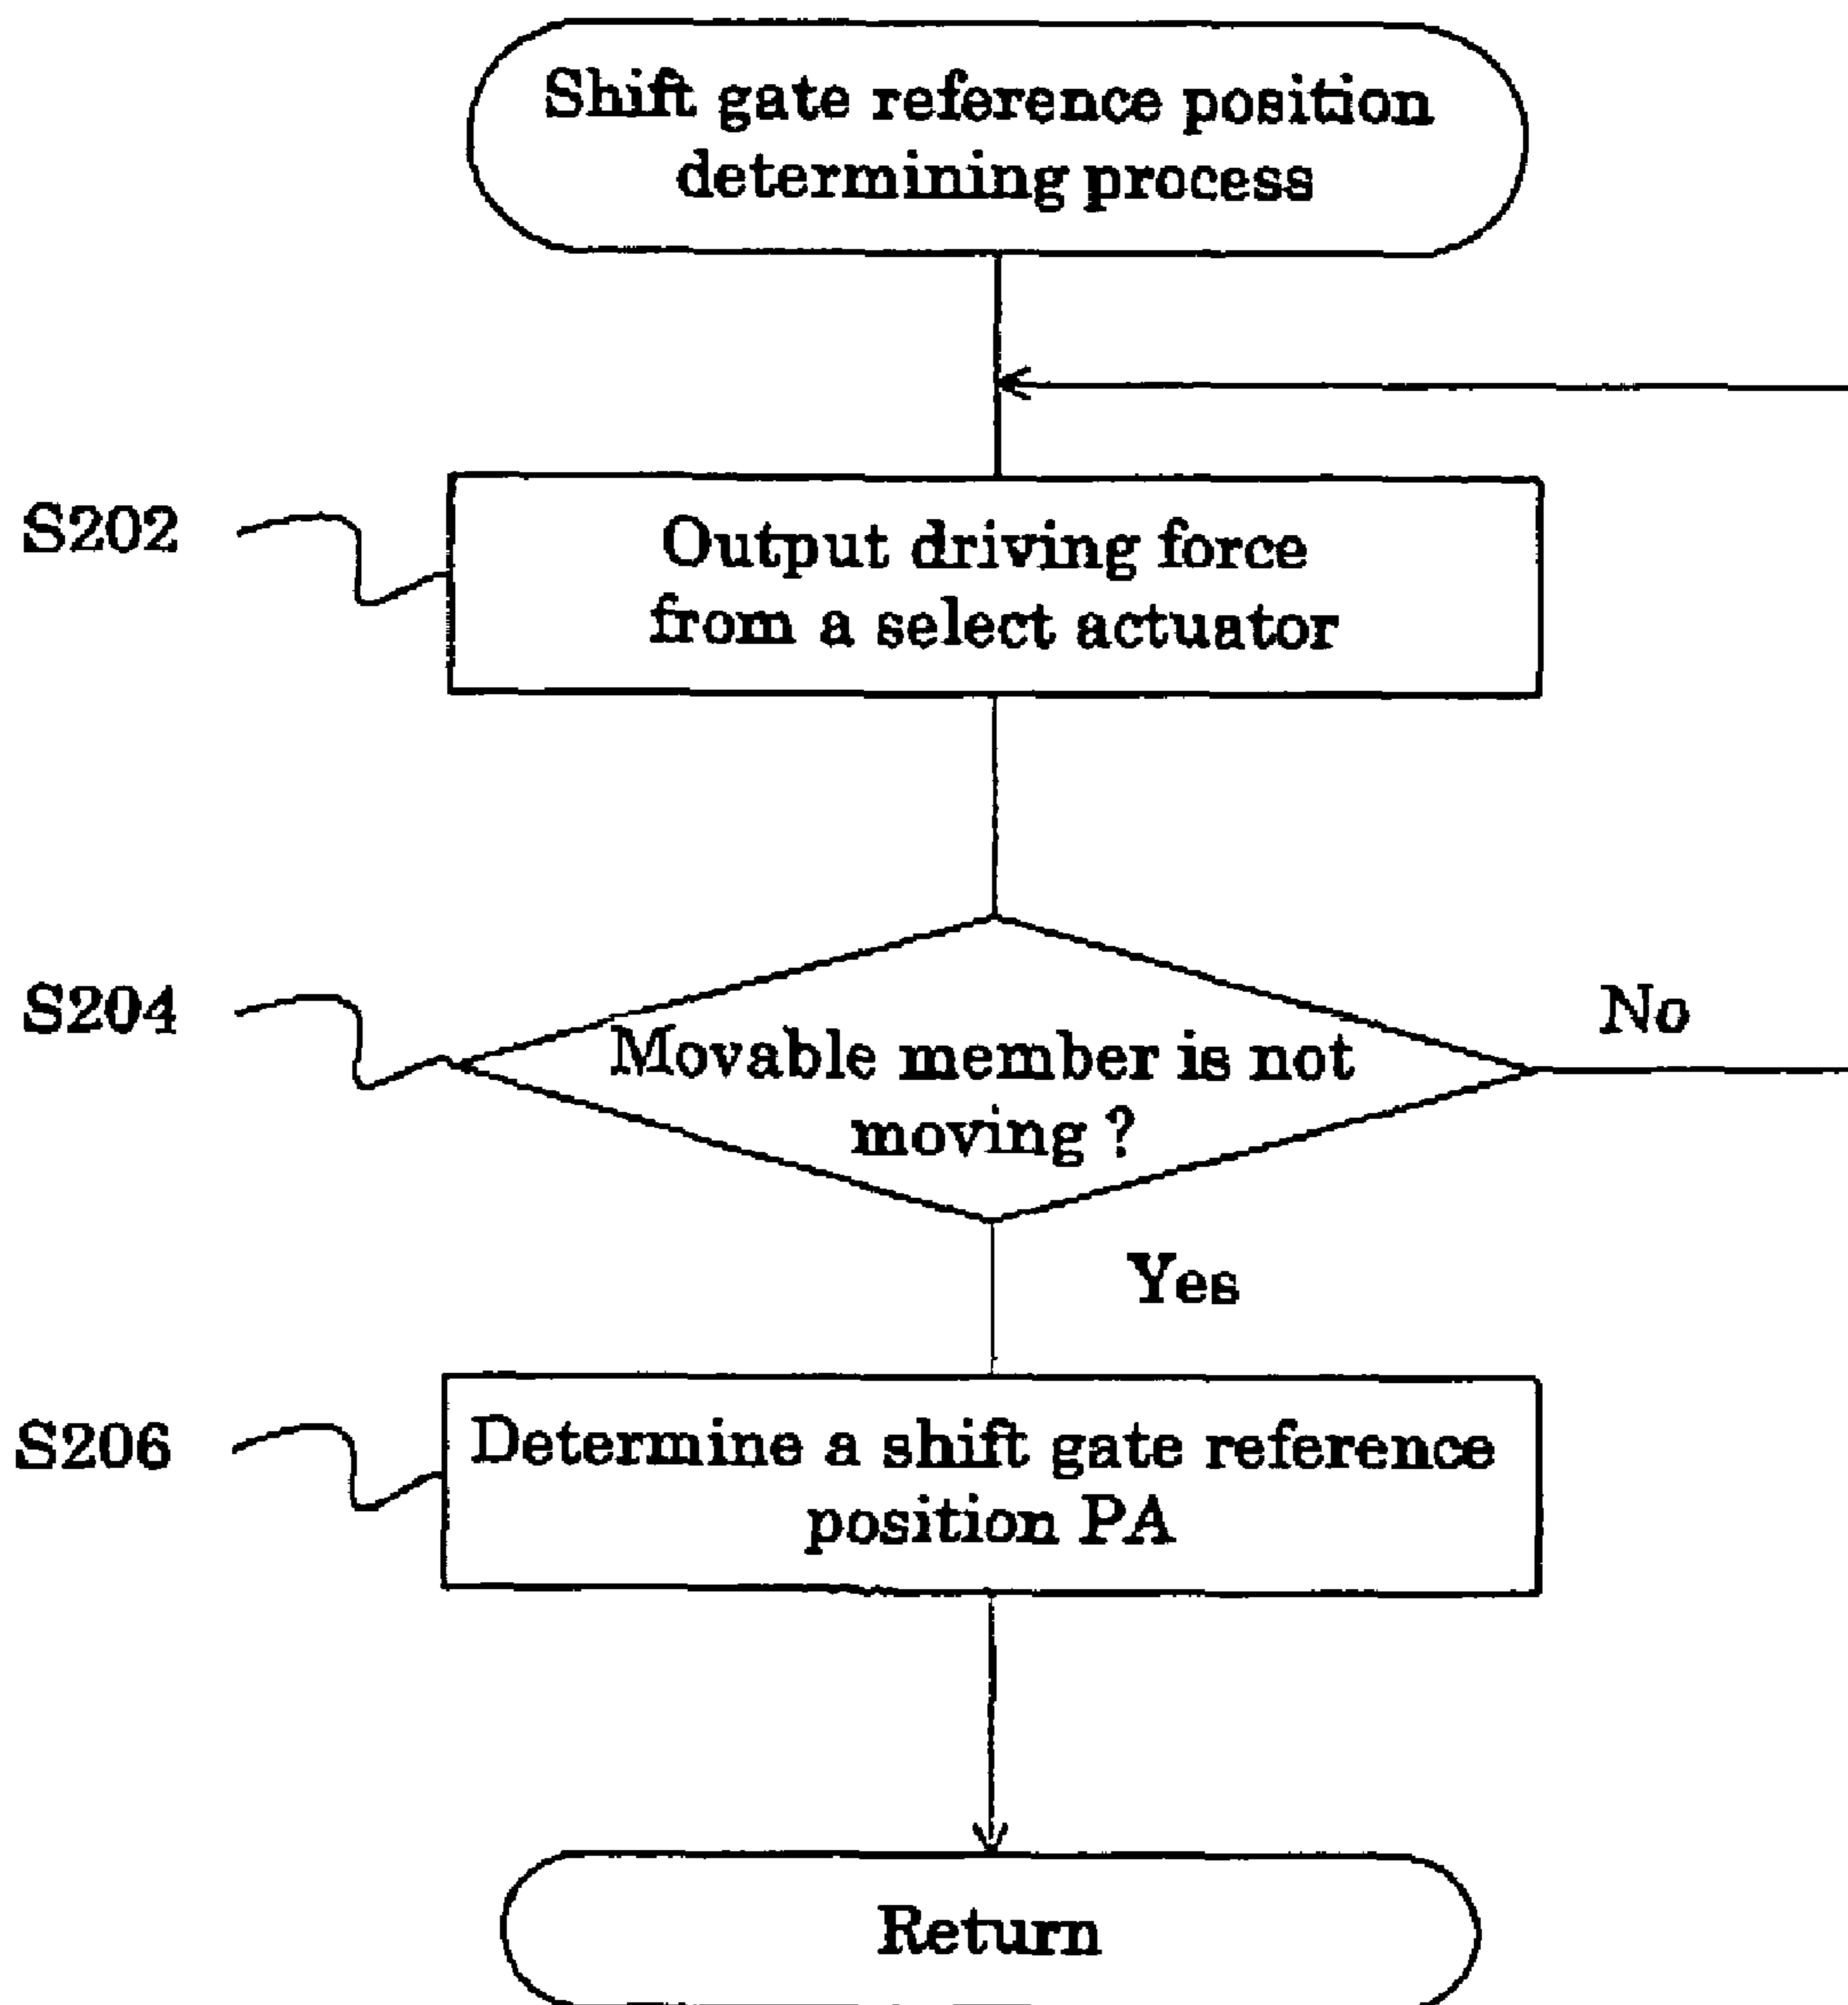 Shift gate reference position
determining process
S202
Output driving force
from a select actuator
S204
Movable member is not
moving ?
No
Yes
S206
Determine a shift gate reference
position PA
Return